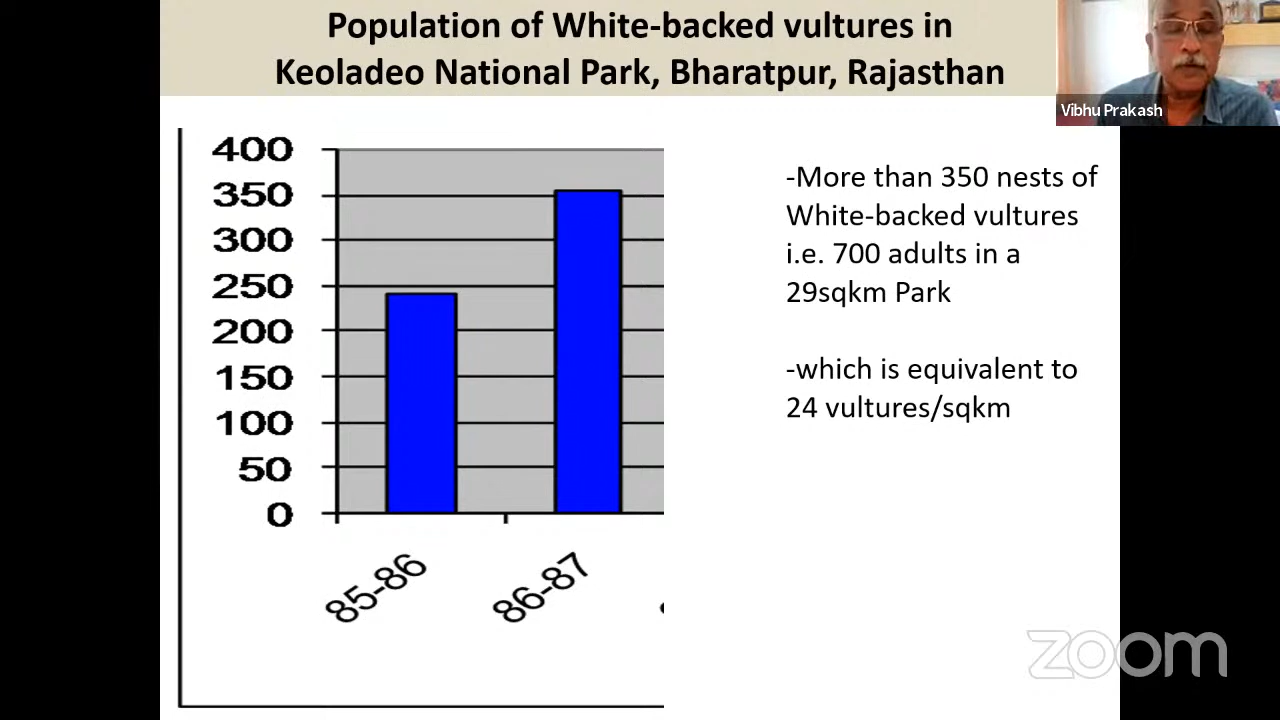 Population of White-backed vultures in
Keoladeo National Park, Bharatpur, Rajasthan
Vibhu Prakash
400
350
300
250
200
150
100
50
0
85-86
86-87
-More than 350 nests of
White-backed vultures
i.e. 700 adults in a
29sqkm Park
-which is equivalent to
24 vultures/sqkm
zoom